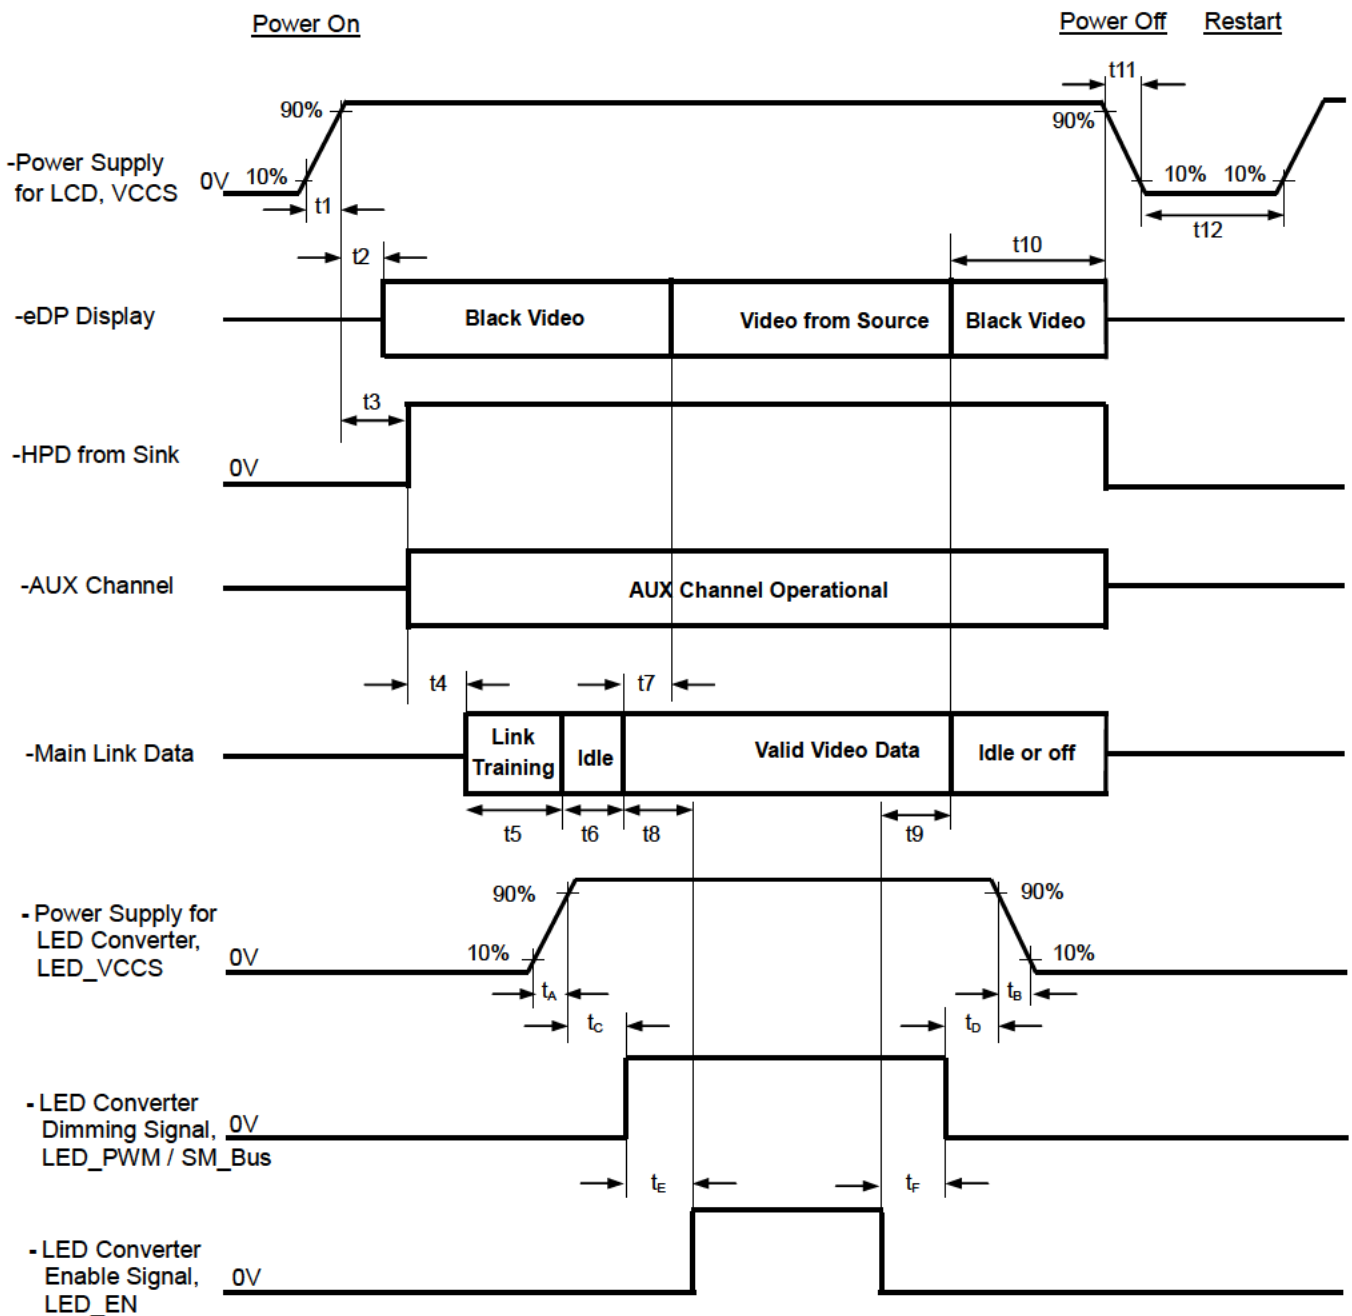 Power On
Power Off
Restart
t11
90%
90%
-Power Supply
for LCD, VCCS
0V
10%
10%
10%
t1
t12
t2
t10
-eDP Display
Black Video
Video from Source
Black Video
t3
-HPD from Sink
0V
-AUX Channel
AUX Channel Operational
t4
t7
-Main Link Data
Link
Training
Idle
Valid Video Data
Idle or off
t5
t6
t8
t9
90%
90%
- Power Supply for
LED Converter,
LED_VCCS
0V
10%
10%
tA
tB
tC
tD
- LED Converter
Dimming Signal,
LED_PWM / SM_Bus
0V
tE
tF
- LED Converter
Enable Signal,
LED_EN
0V